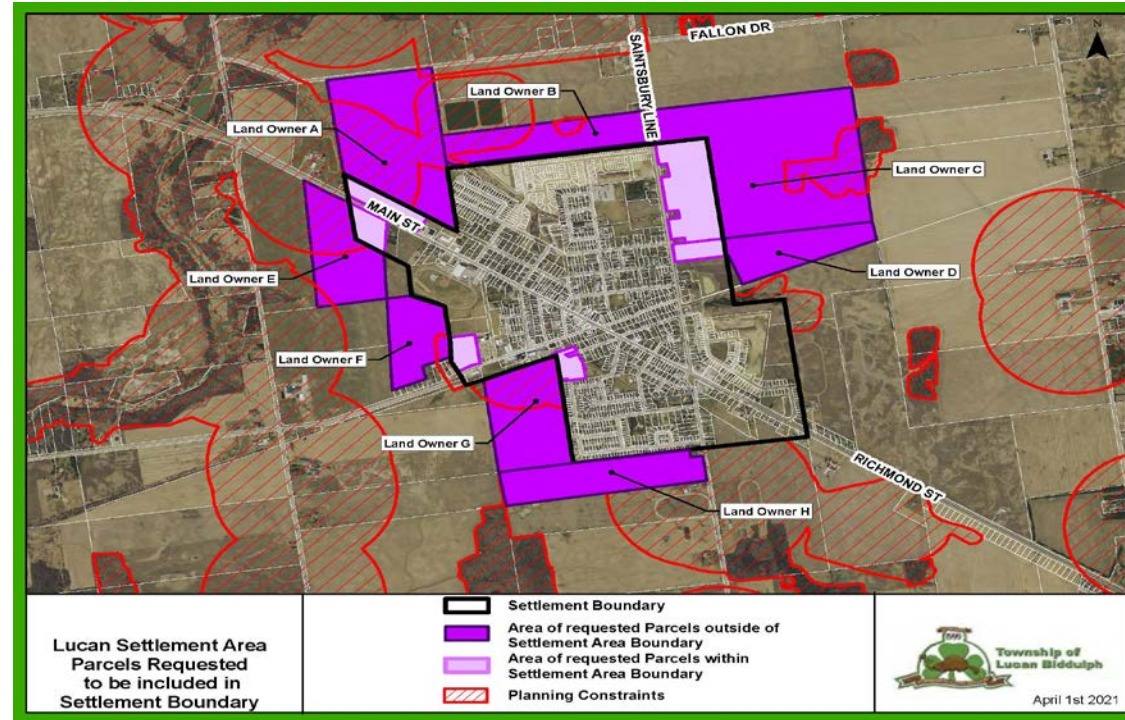 FALLON DR
N
SAINTSBURY LINE
Land Owner B
Land Owner A
Land Owner C
MAIN ST
Land Owner E
Land Owner D
Land Owner F
Land Owner G
RICHMOND ST
Land Owner H
Lucan Settlement Area
Parcels Requested
to be included in
Settlement Boundary
Settlement Boundary
Area of requested Parcels outside of
Settlement Area Boundary
Area of requested Parcels within
Settlement Area Boundary
Planning Constraints
Township of
Lucan Biddulph
April 1st 2021